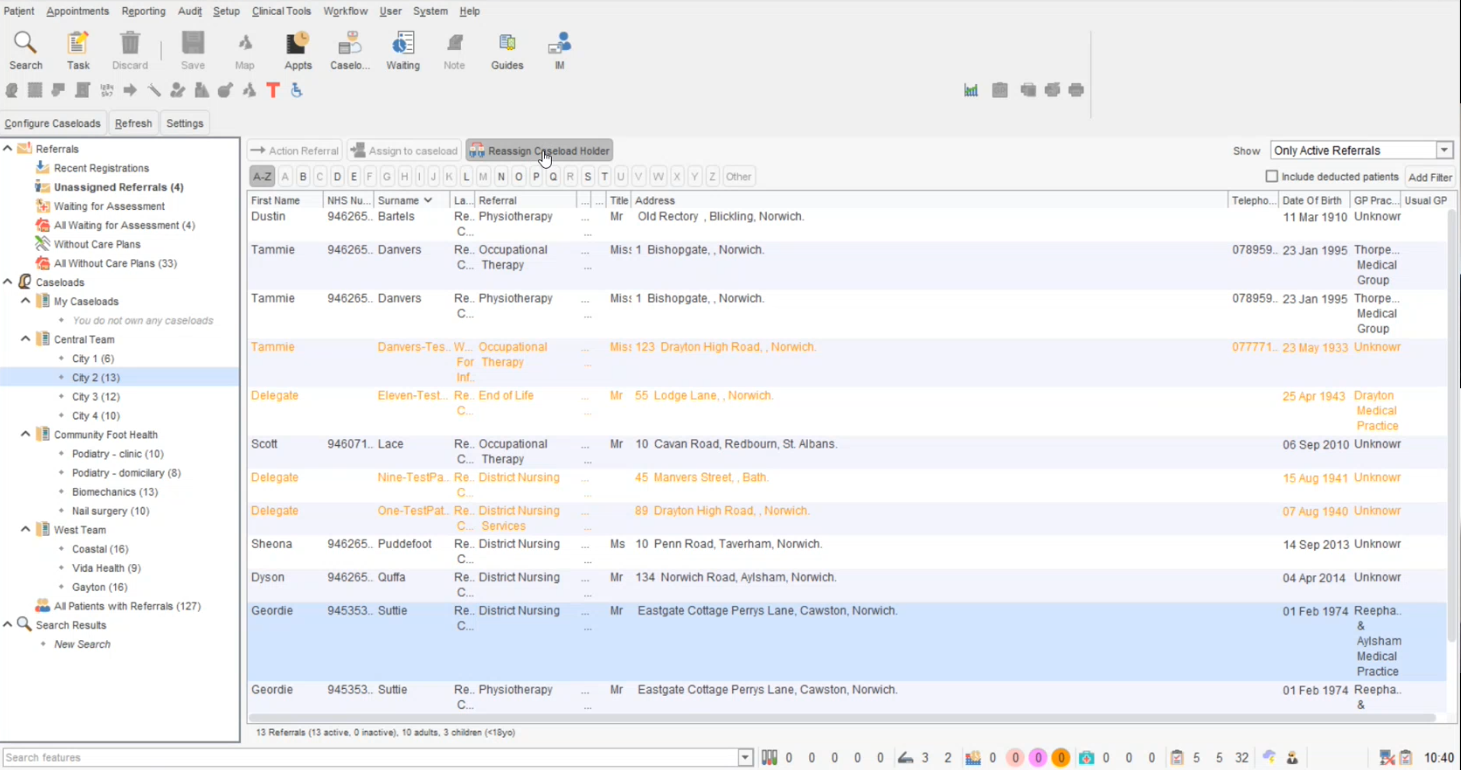 Patient Appointments Reporting Audit Setup Clinical Tools Workflow User System Help
Search Task Discard Save Map Appts Caselo... Waiting Note Guides IM
Configure Caseloads Refresh Settings
Referrals
Recent Registrations
Unassigned Referrals (4)
Waiting for Assessment
All Waiting for Assessment (4)
Without Care Plans
All Without Care Plans (33)
Caseloads
My Caseloads
You do not own any caseloads
Central Team
City 1 (6)
City 2 (13)
City 3 (12)
City 4 (10)
Community Foot Health
Podiatry - clinic (10)
Podiatry - domicilary (8)
Biomechanics (13)
Nail surgery (10)
West Team
Coastal (16)
Vida Health (9)
Gayton (16)
All Patients with Referrals (127)
Search Results
New Search
Action Referral Assign to caseload Reassign Caseload Holder Show Only Active Referrals
A-Z A B C D E F G H I J K L M N O P Q R S T U V W X Y Z Other Include deducted patients Add Filter
First Name NHS Nu... Surname La... Referral ... ... Title Address Telepho... Date Of Birth GP Prac... Usual GP
Dustin 946265.. Bartels Re.. Physiotherapy ... Mr Old Rectory , Blickling, Norwich. 11 Mar 1910 Unknowr
C... ...
Tammie 946265.. Danvers Re.. Occupational ... Miss 1 Bishopgate, , Norwich. 078959.. 23 Jan 1995 Thorpe...
C... Therapy ... Medical
Group
Tammie 946265.. Danvers Re.. Physiotherapy ... Miss 1 Bishopgate, , Norwich. 078959.. 23 Jan 1995 Thorpe...
C... ... Medical
Group
Tammie Danvers-Tes.. W... Occupational ... Miss 123 Drayton High Road, , Norwich. 077771.. 23 May 1933 Unknowr
For Therapy ...
Inf..
Delegate Eleven-Test... Re.. End of Life ... Mr 55 Lodge Lane, , Norwich. 25 Apr 1943 Drayton
C... ... Medical
Practice
Scott 946071.. Lace Re.. Occupational ... Mr 10 Cavan Road, Redbourn, St. Albans. 06 Sep 2010 Unknowr
C... Therapy ...
Delegate Nine-TestPa.. Re.. District Nursing ... 45 Manvers Street, , Bath. 15 Aug 1941 Unknowr
C... ...
Delegate One-TestPat.. Re.. District Nursing ... 89 Drayton High Road, , Norwich. 07 Aug 1940 Unknowr
C... Services ...
Sheona 946265.. Puddefoot Re.. District Nursing ... Ms 10 Penn Road, Taverham, Norwich. 14 Sep 2013 Unknowr
C... ...
Dyson 946265.. Quffa Re.. District Nursing ... Mr 134 Norwich Road, Aylsham, Norwich. 04 Apr 2014 Unknowr
C... ...
Geordie 945353.. Suttie Re.. District Nursing ... Mr Eastgate Cottage Perrys Lane, Cawston, Norwich. 01 Feb 1974 Reepha..
C... ... &
Aylsham
Medical
Practice
Geordie 945353.. Suttie Re.. Physiotherapy ... Mr Eastgate Cottage Perrys Lane, Cawston, Norwich. 01 Feb 1974 Reepha..
C... ... &
13 Referrals (13 active, 0 inactive), 10 adults, 3 children (<18yo)
Search features 0 0 0 0 0 3 2 0 0 0 0 0 0 0 5 5 32 10:40